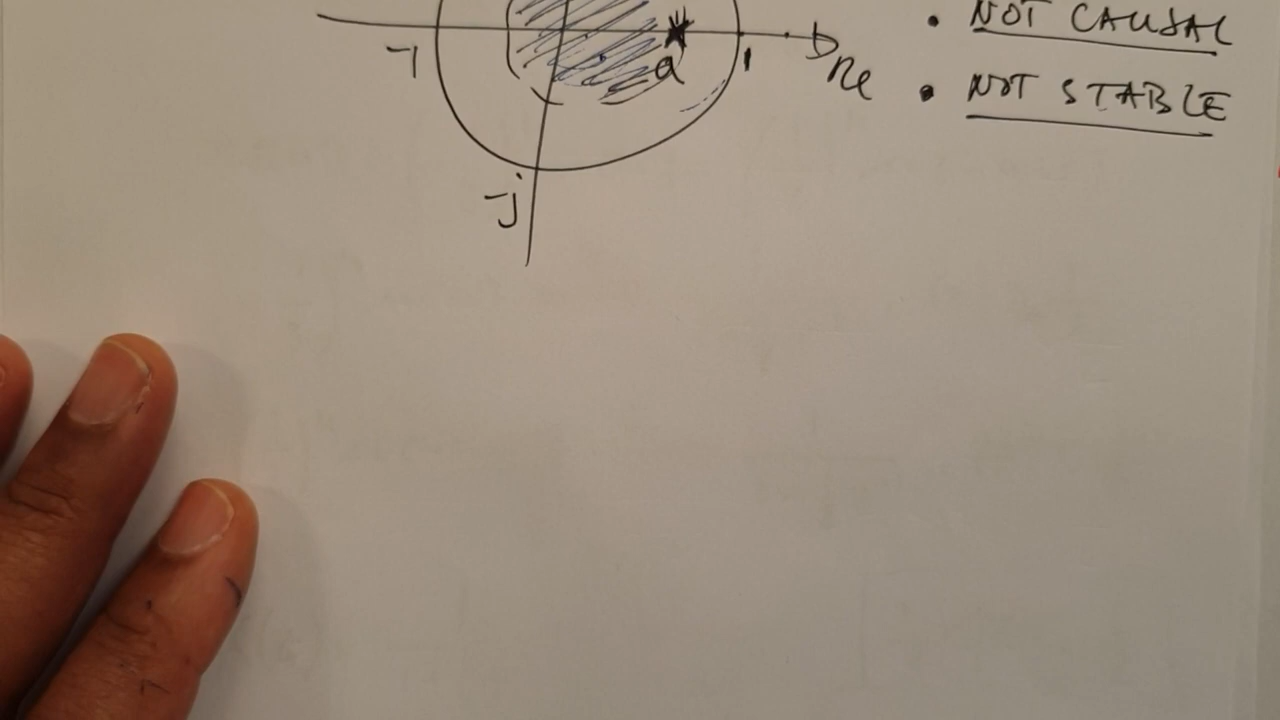 • NOT CAUSAL
-1
a
1
Re
• NOT STABLE
-j